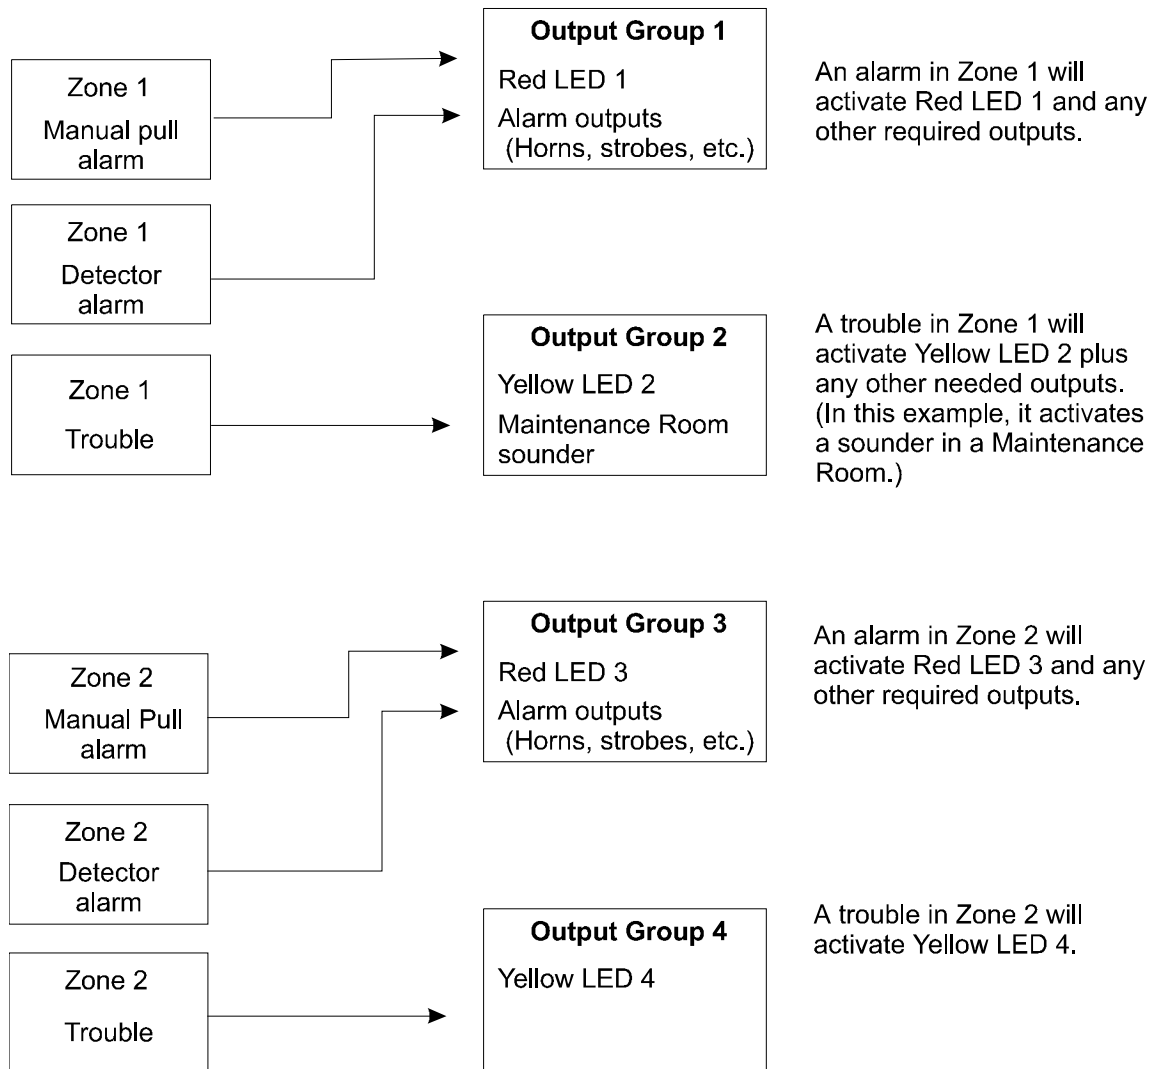 Zone 1
Manual pull
alarm
Output Group 1
Red LED 1
Alarm outputs
(Horns, strobes, etc.)
An alarm in Zone 1 will
activate Red LED 1 and any
other required outputs.
Zone 1
Detector
alarm
Zone 1
Trouble
Output Group 2
Yellow LED 2
Maintenance Room
sounder
A trouble in Zone 1 will
activate Yellow LED 2 plus
any other needed outputs.
(In this example, it activates
a sounder in a Maintenance
Room.)
Zone 2
Manual Pull
alarm
Output Group 3
Red LED 3
Alarm outputs
(Horns, strobes, etc.)
An alarm in Zone 2 will
activate Red LED 3 and any
other required outputs.
Zone 2
Detector
alarm
Zone 2
Trouble
Output Group 4
Yellow LED 4
A trouble in Zone 2 will
activate Yellow LED 4.